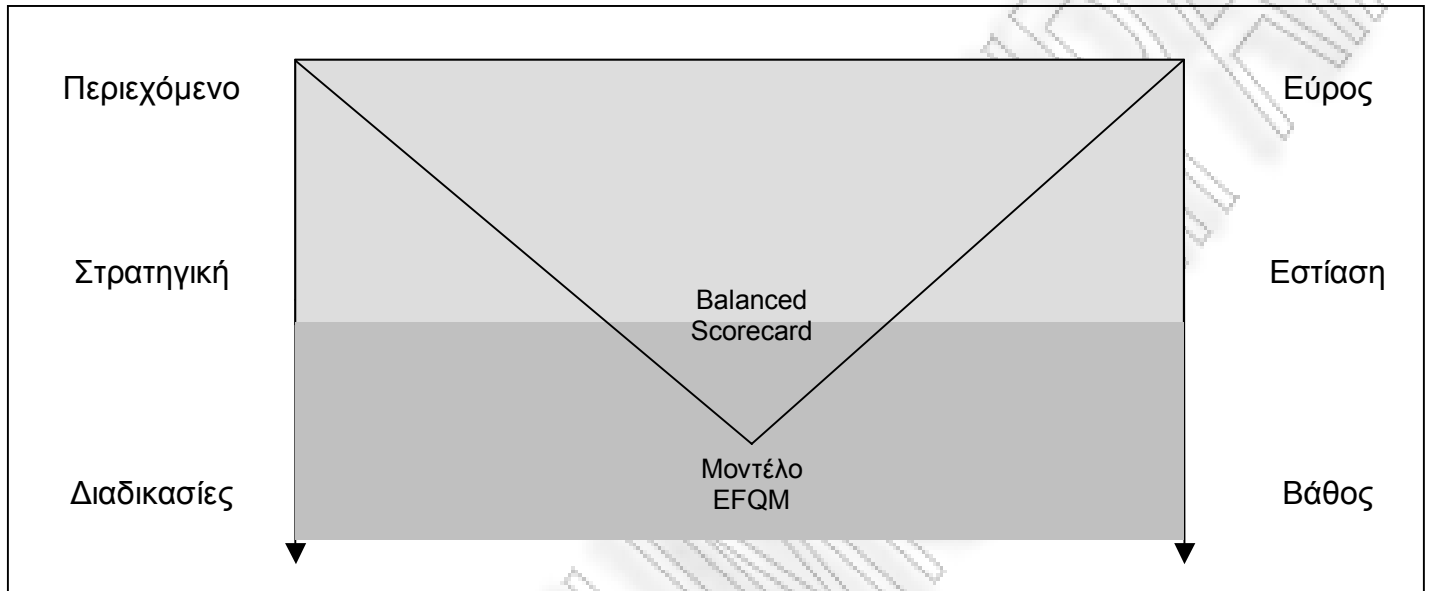 Περιεχόμενο
Εύρος
Στρατηγική
Εστίαση
Balanced
Scorecard
Διαδικασίες
Μοντέλο
EFQM
Βάθος